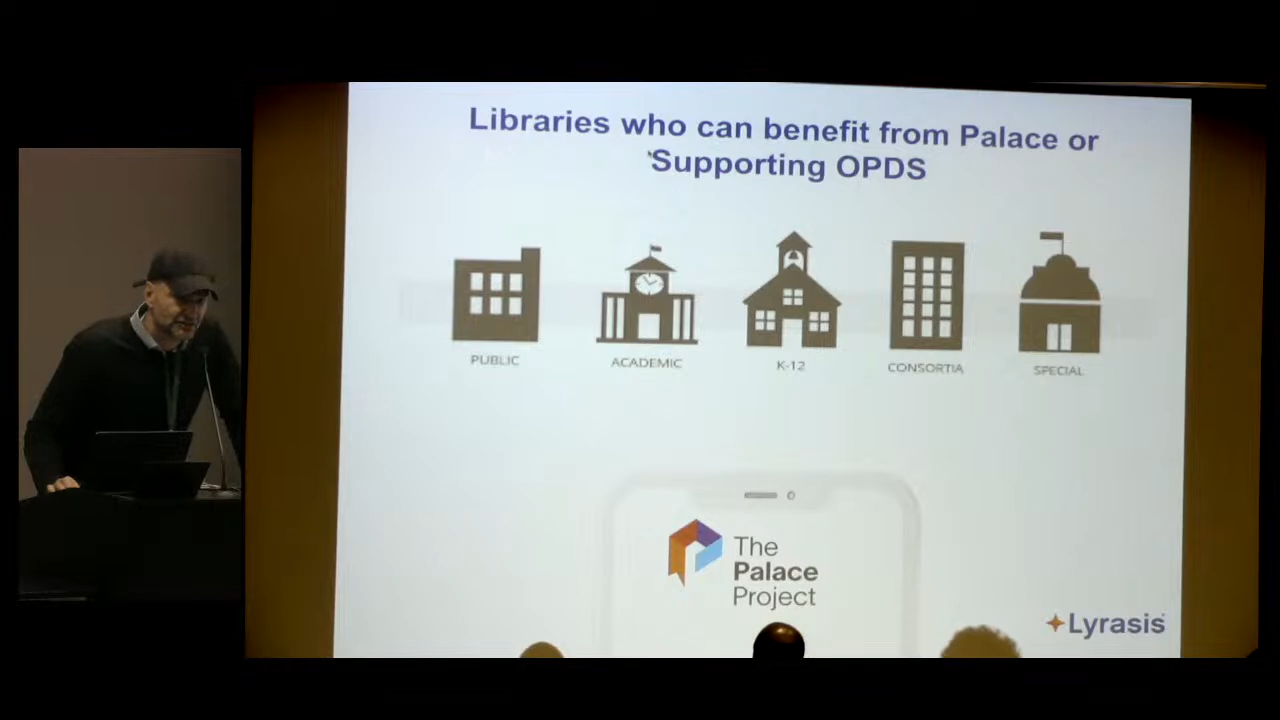 Libraries who can benefit from Palace or
Supporting OPDS
PUBLIC
ACADEMIC
K-12
CONSORTIA
SPECIAL
The
Palace
Project
Lyrasis